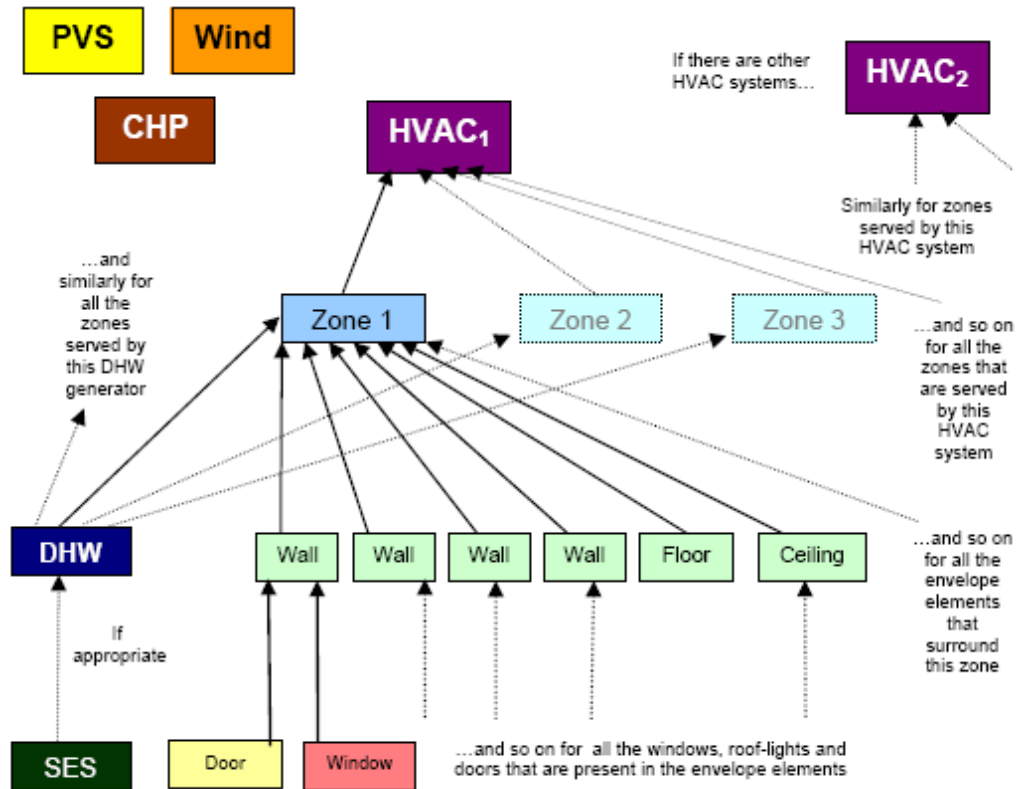 PVS
Wind
If there are other
HVAC systems…
HVAC₂
CHP
HVAC₁
Similarly for zones
served by this
HVAC system
…and
similarly for
all the
zones
served by
this DHW
generator
Zone 1
Zone 2
Zone 3
…and so on
for all the
zones that
are served
by this
HVAC
system
DHW
Wall
Wall
Wall
Wall
Floor
Ceiling
…and so on
for all the
envelope
elements
that
surround
this zone
If
appropriate
SES
Door
Window
…and so on for all the windows, roof-lights and
doors that are present in the envelope elements